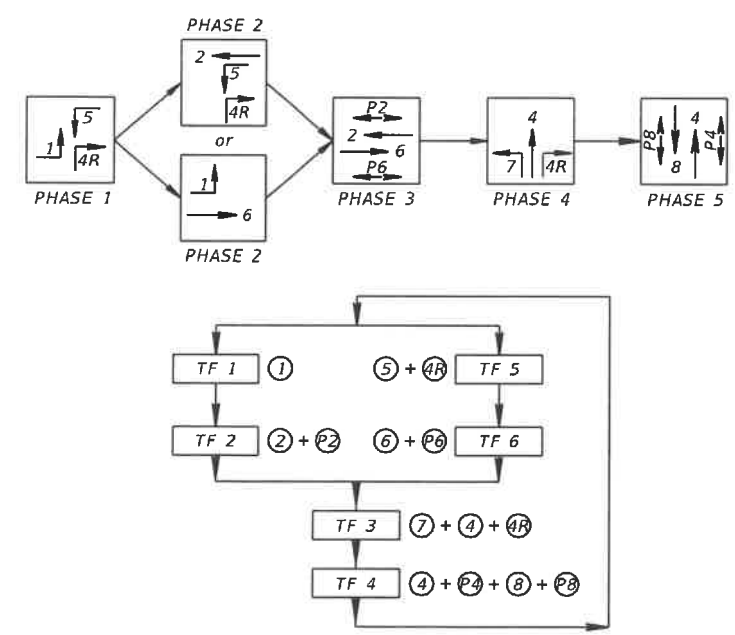 PHASE 2
2
5
4R
1
5
4R
PHASE 1
or
1
6
PHASE 2
P2
2
6
P6
PHASE 3
4
7
4R
PHASE 4
P8
8
4
P4
PHASE 5
TF 1 1
5 + 4R TF 5
TF 2 2 + P2
6 + P6 TF 6
TF 3 7 + 4 + 4R
TF 4 4 + P4 + 8 + P8